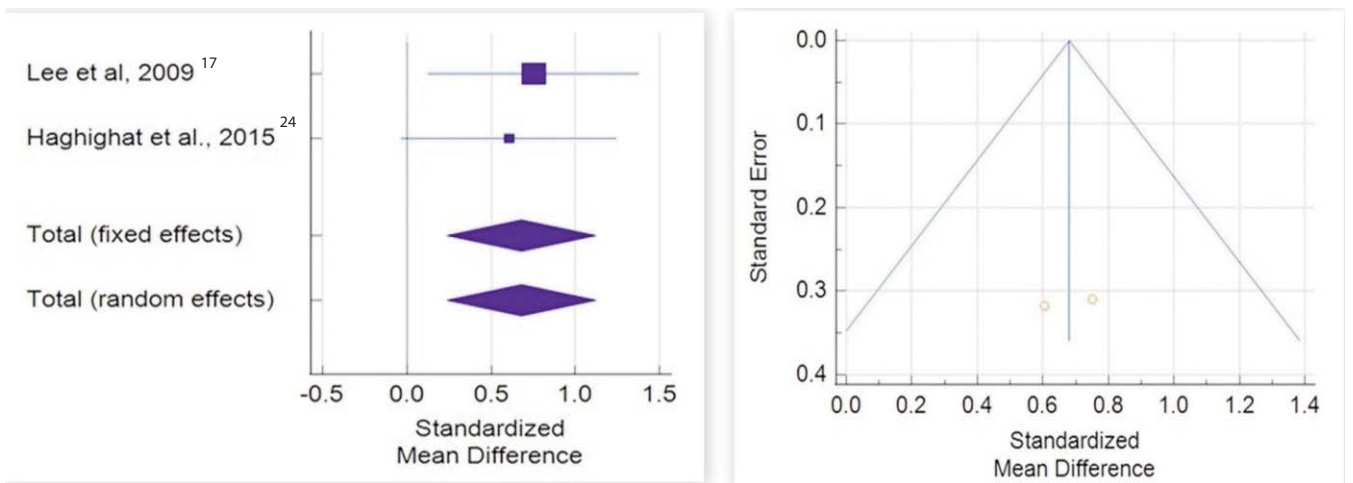 Lee et al, 2009 17
Haghighat et al., 2015 24
Total (fixed effects)
Total (random effects)
-0.5 0.0 0.5 1.0 1.5
Standardized
Mean Difference
0.0
0.1
0.2
0.3
0.4
Standard Error
0.0 0.2 0.4 0.6 0.8 1.0 1.2 1.4
Standardized
Mean Difference